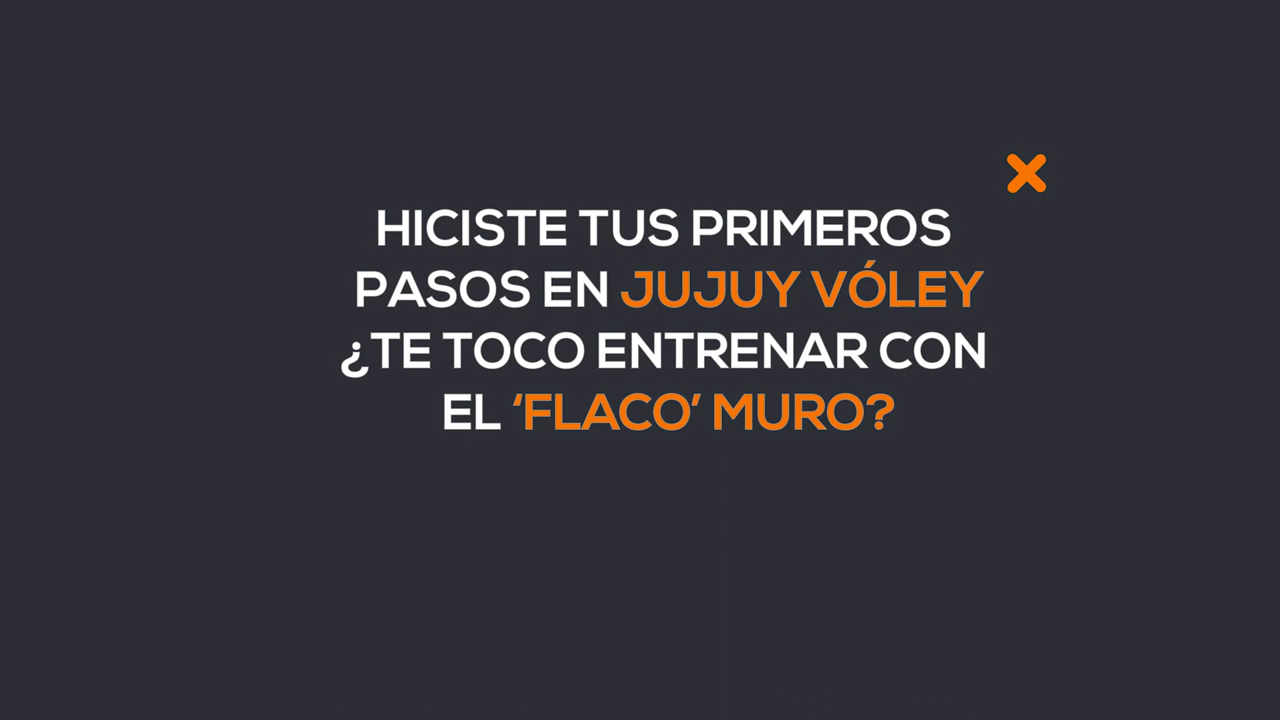 HICISTE TUS PRIMEROS
PASOS EN JUJUY VÓLEY
¿TE TOCO ENTRENAR CON
EL ‘FLACO’ MURO?